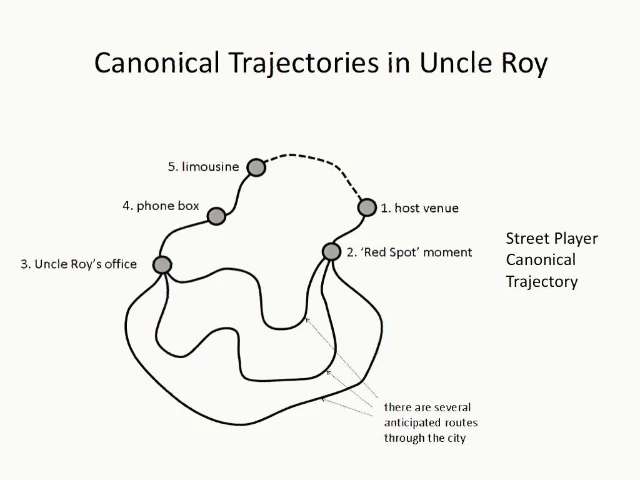 Canonical Trajectories in Uncle Roy
5. limousine
4. phone box
1. host venue
3. Uncle Roy's office
2. ‘Red Spot’ moment
Street Player
Canonical
Trajectory
there are several
anticipated routes
through the city